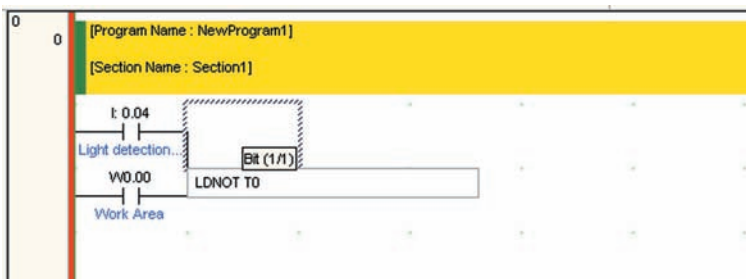 0
0
[Program Name : NewProgram1]
[Section Name : Section1]
I: 0.04
Light detection...
Bit (1/1)
W0.00
LDNOT T0
Work Area